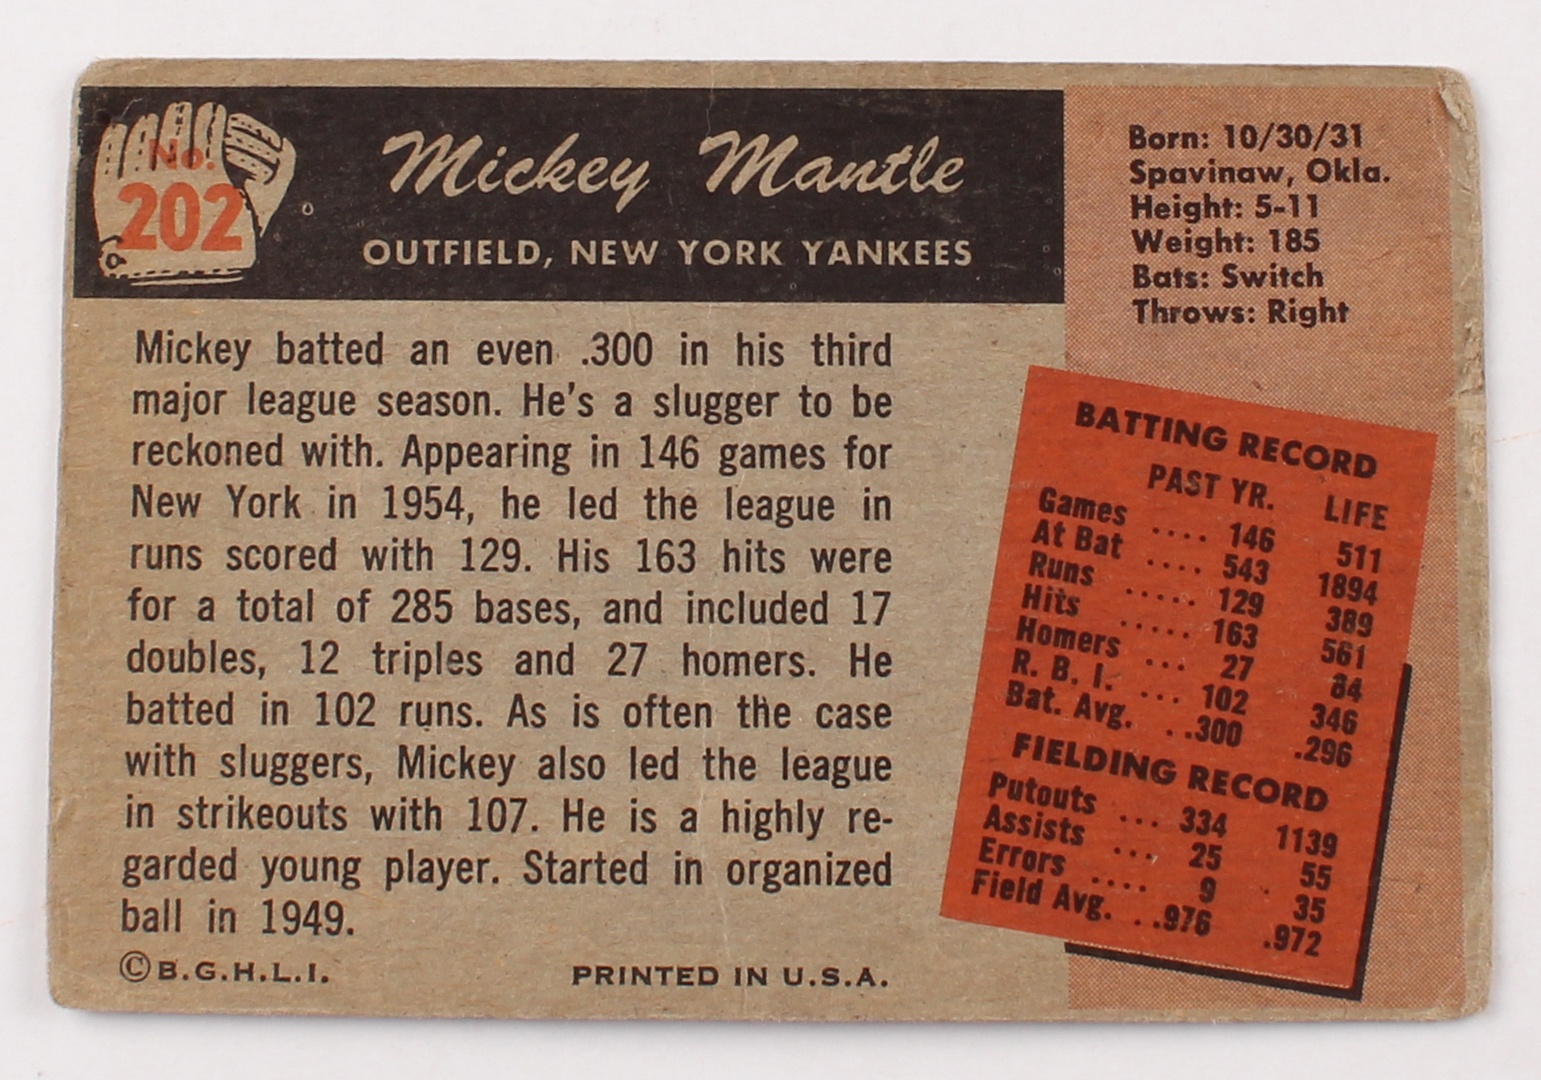 No.
202
Mickey Mantle
OUTFIELD, NEW YORK YANKEES
Born: 10/30/31
Spavinaw, Okla.
Height: 5-11
Weight: 185
Bats: Switch
Throws: Right
Mickey batted an even .300 in his third
major league season. He's a slugger to be
reckoned with. Appearing in 146 games for
New York in 1954, he led the league in
runs scored with 129. His 163 hits were
for a total of 285 bases, and included 17
doubles, 12 triples and 27 homers. He
batted in 102 runs. As is often the case
with sluggers, Mickey also led the league
in strikeouts with 107. He is a highly re-
garded young player. Started in organized
ball in 1949.
© B.G.H.L.I. PRINTED IN U.S.A.
BATTING RECORD
PAST YR. LIFE
Games .... 146 511
At Bat .... 543 1894
Runs ..... 129 389
Hits ..... 163 561
Homers ... 27 84
R. B. I. ... 102 346
Bat. Avg. ..300 .296
FIELDING RECORD
Putouts ... 334 1139
Assists ... 25 55
Errors .... 9 35
Field Avg. ..976 .972